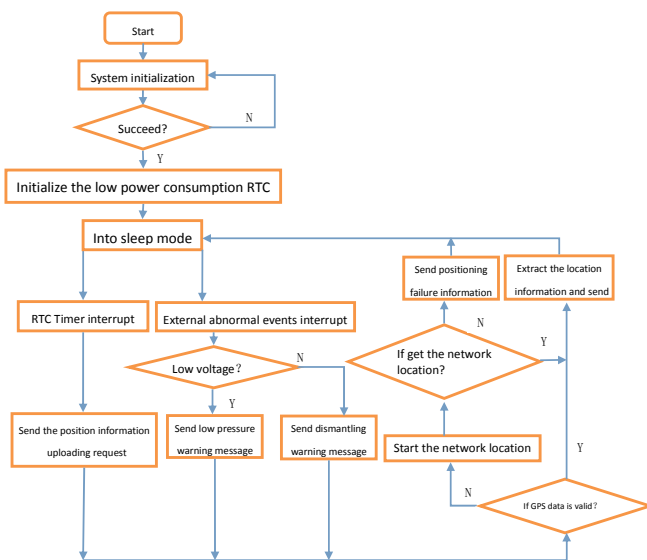 Start
System initialization
N
Succeed?
Y
Initialize the low power consumption RTC
Into sleep mode
Send positioning
failure information
Extract the location
information and send
RTC Timer interrupt
External abnormal events interrupt
N
Y
If get the network
location?
Low voltage?
N
Y
Send the position information
uploading request
Send low pressure
warning message
Send dismantling
warning message
Start the network location
Y
N
If GPS data is valid?